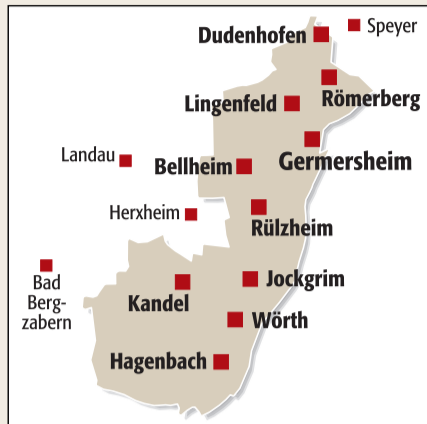 Speyer
Dudenhofen
Römerberg
Lingenfeld
Germersheim
Landau
Bellheim
Herxheim
Rülzheim
Bad
Berg-
zabern
Jockgrim
Kandel
Wörth
Hagenbach